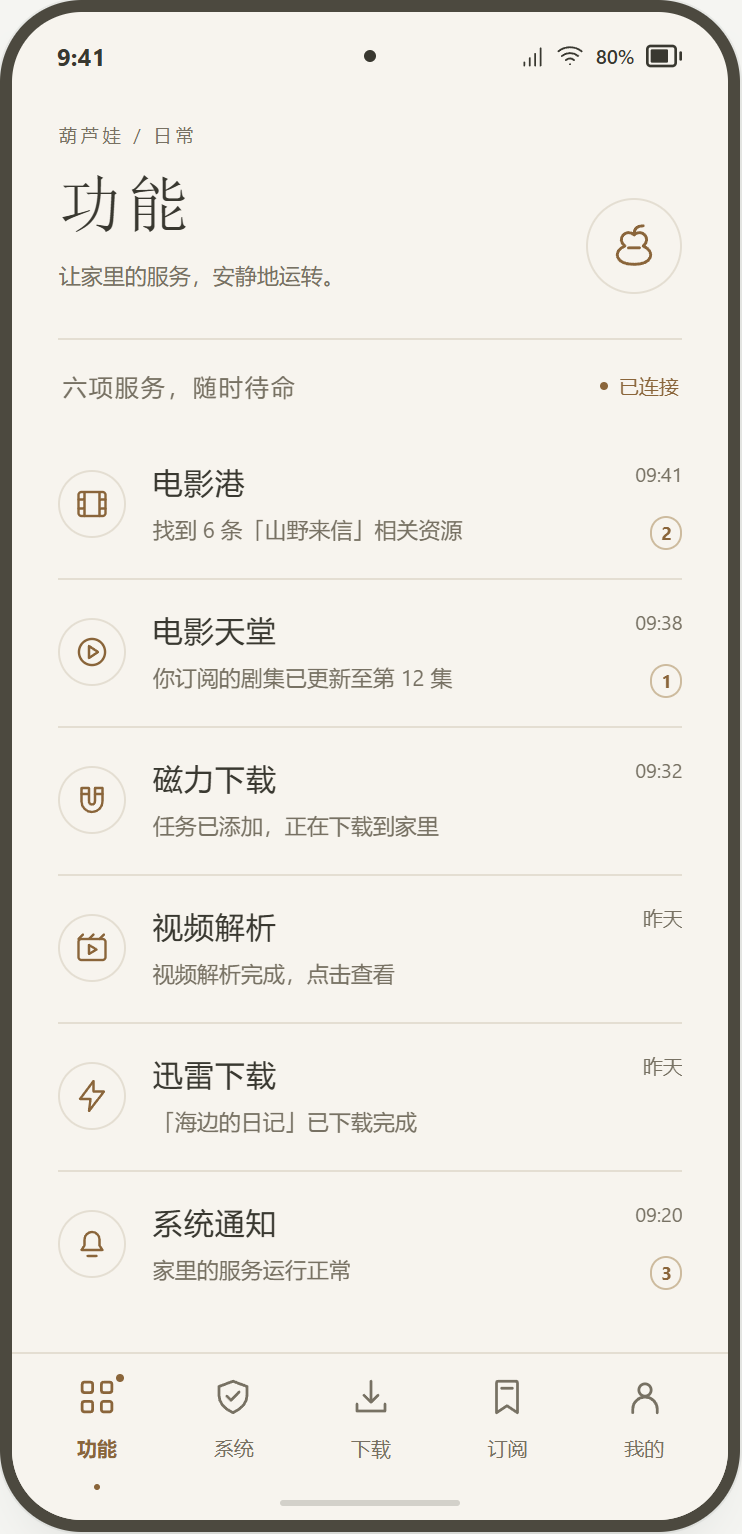 9:41
80%
葫芦娃 / 日常
功能
让家里的服务，安静地运转。
六项服务，随时待命
已连接
电影港
09:41
找到 6 条「山野来信」相关资源
2
电影天堂
09:38
你订阅的剧集已更新至第 12 集
1
磁力下载
09:32
任务已添加，正在下载到家里
视频解析
昨天
视频解析完成，点击查看
迅雷下载
昨天
「海边的日记」已下载完成
系统通知
09:20
家里的服务运行正常
3
功能
系统
下载
订阅
我的